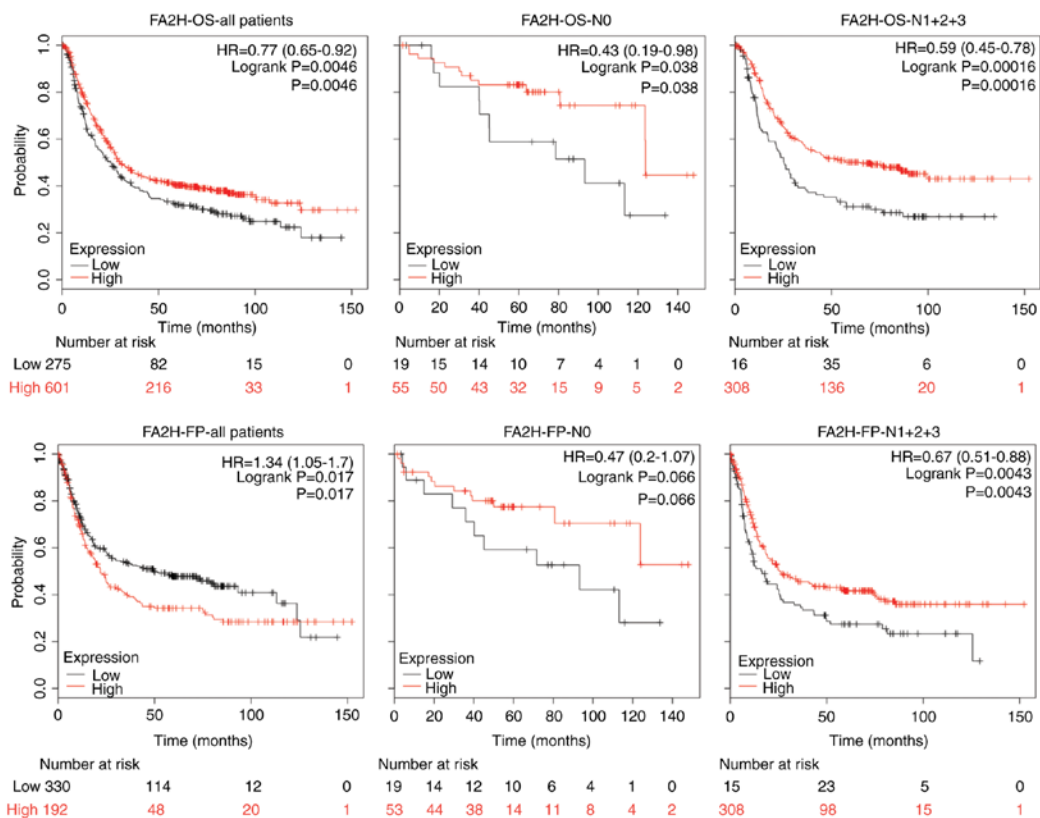 FA2H-OS-all patients
HR=0.77 (0.65-0.92)
Logrank P=0.0046
P=0.0046
Probability
1.0
0.8
0.6
0.4
0.2
0.0
Expression
Low
High
0 50 100 150
Time (months)
Number at risk
Low 275 82 15 0
High 601 216 33 1
FA2H-OS-N0
HR=0.43 (0.19-0.98)
Logrank P=0.038
P=0.038
Expression
Low
High
0 20 40 60 80 100 120 140
Time (months)
Number at risk
19 15 14 10 7 4 1 0
55 50 43 32 15 9 5 2
FA2H-OS-N1+2+3
HR=0.59 (0.45-0.78)
Logrank P=0.00016
P=0.00016
Expression
Low
High
0 50 100 150
Time (months)
Number at risk
16 35 6 0
308 136 20 1
FA2H-FP-all patients
HR=1.34 (1.05-1.7)
Logrank P=0.017
P=0.017
Probability
1.0
0.8
0.6
0.4
0.2
0.0
Expression
Low
High
0 50 100 150
Time (months)
Number at risk
Low 330 114 12 0
High 192 48 20 1
FA2H-FP-N0
HR=0.47 (0.2-1.07)
Logrank P=0.066
P=0.066
Expression
Low
High
0 20 40 60 80 100 120 140
Time (months)
Number at risk
19 14 12 10 6 4 1 0
53 44 38 14 11 8 4 2
FA2H-FP-N1+2+3
HR=0.67 (0.51-0.88)
Logrank P=0.0043
P=0.0043
Expression
Low
High
0 50 100 150
Time (months)
Number at risk
15 23 5 0
308 98 15 1